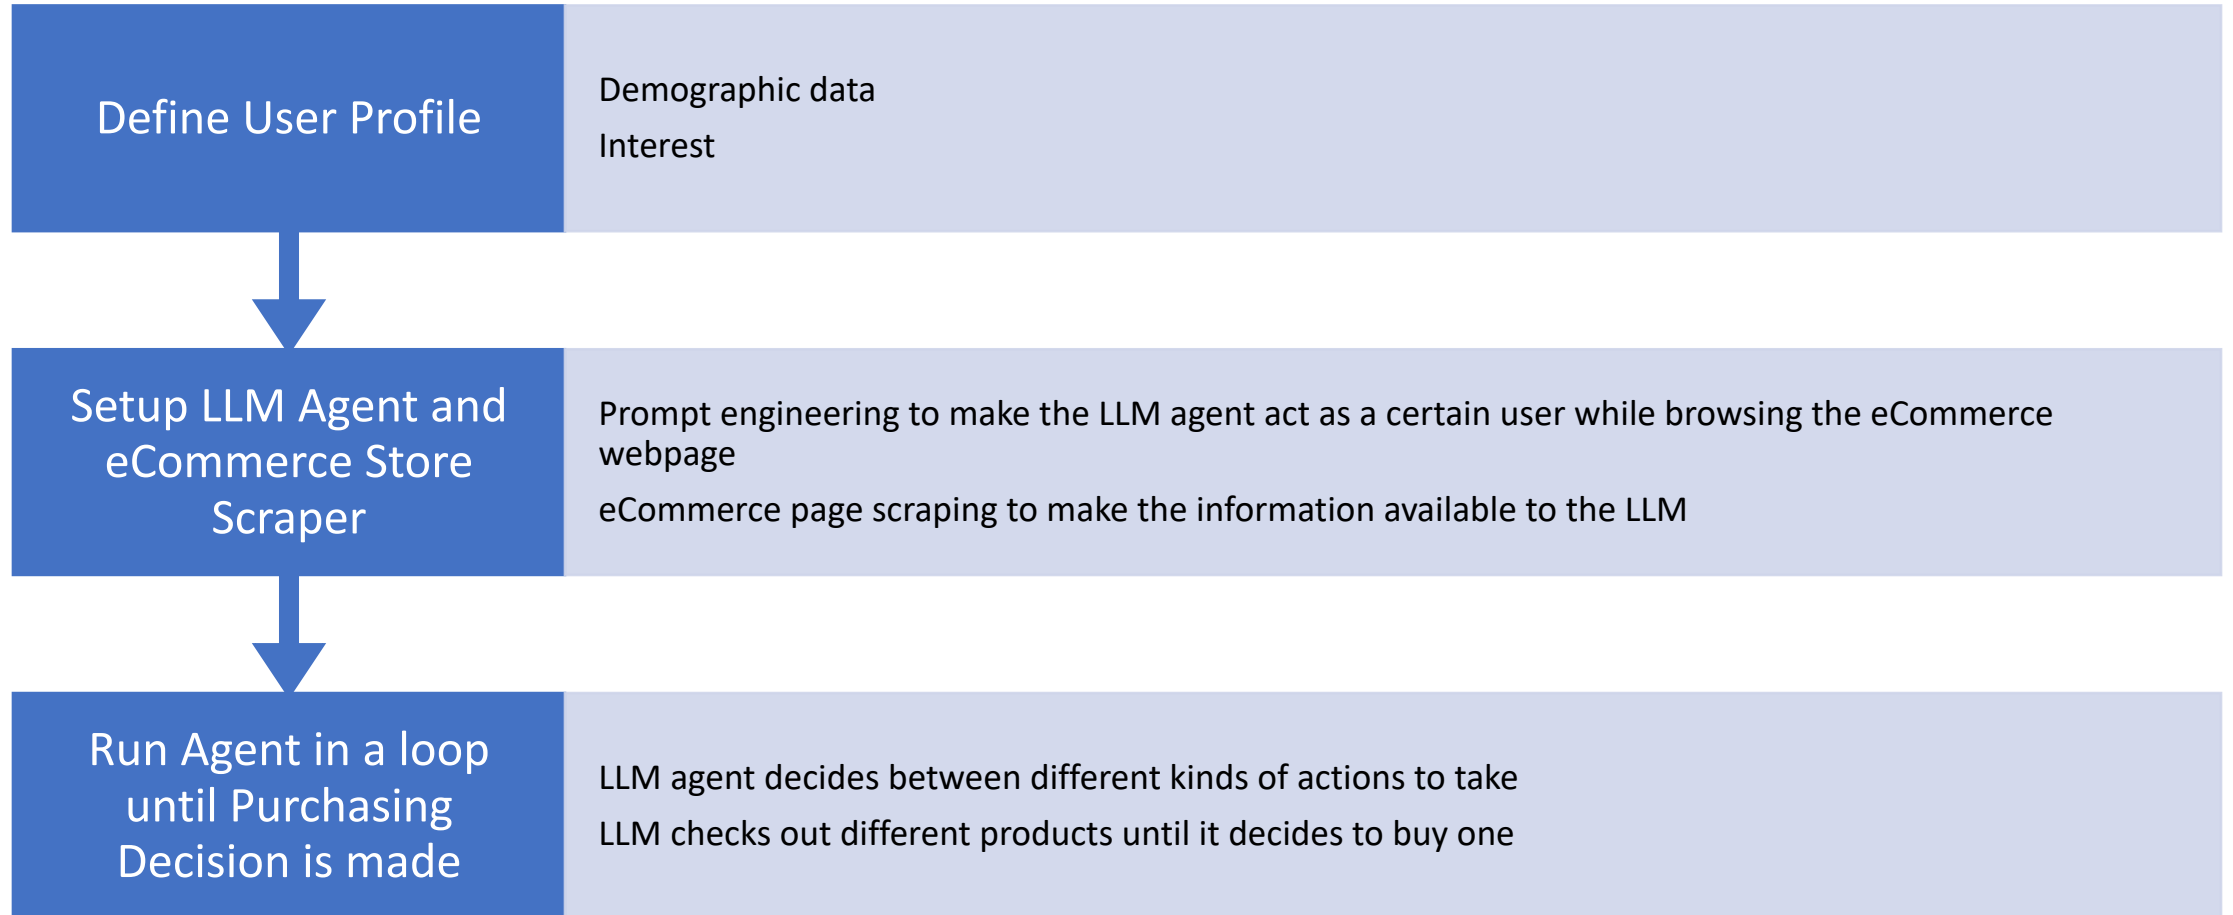 Define User Profile
Demographic data
Interest
Setup LLM Agent and
eCommerce Store
Scraper
Prompt engineering to make the LLM agent act as a certain user while browsing the eCommerce
webpage
eCommerce page scraping to make the information available to the LLM
Run Agent in a loop
until Purchasing
Decision is made
LLM agent decides between different kinds of actions to take
LLM checks out different products until it decides to buy one